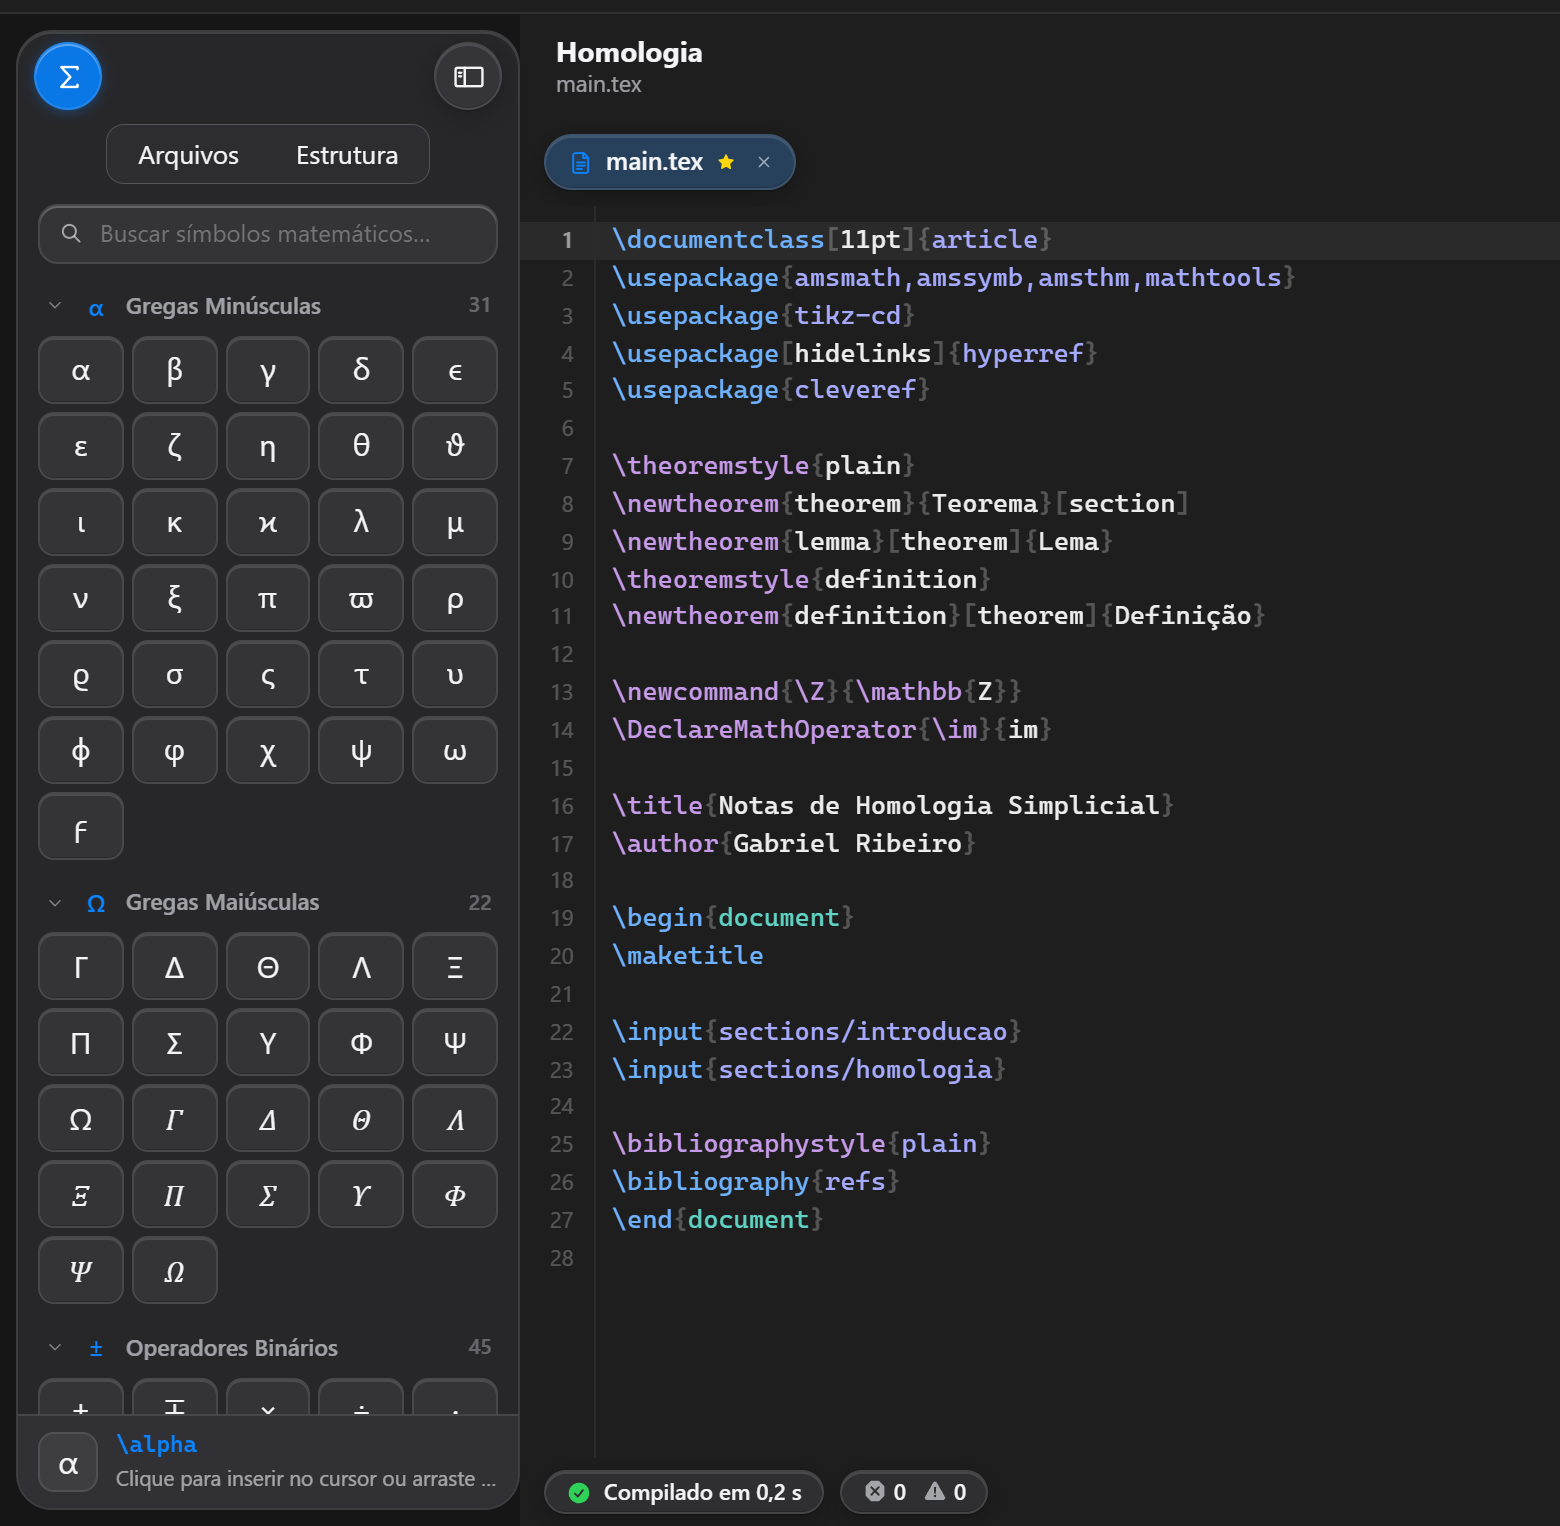 Σ
Arquivos Estrutura
Buscar símbolos matemáticos...
α Gregas Minúsculas 31
α β γ δ ϵ
ε ζ η θ ϑ
ι κ ϰ λ μ
ν ξ π ϖ ρ
ϱ σ ς τ υ
ϕ φ χ ψ ω
ϝ
Ω Gregas Maiúsculas 22
Γ Δ Θ Λ Ξ
Π Σ Υ Φ Ψ
Ω 𝛤 𝛥 𝛩 𝛬
𝛯 𝛱 𝛴 𝛶 𝛷
𝛹 𝛺
± Operadores Binários 45
α \alpha
Clique para inserir no cursor ou arraste ...
Homologia
main.tex
main.tex
1 \documentclass[11pt]{article}
2 \usepackage{amsmath,amssymb,amsthm,mathtools}
3 \usepackage{tikz-cd}
4 \usepackage[hidelinks]{hyperref}
5 \usepackage{cleveref}
6
7 \theoremstyle{plain}
8 \newtheorem{theorem}{Teorema}[section]
9 \newtheorem{lemma}[theorem]{Lema}
10 \theoremstyle{definition}
11 \newtheorem{definition}[theorem]{Definição}
12
13 \newcommand{\Z}{\mathbb{Z}}
14 \DeclareMathOperator{\im}{im}
15
16 \title{Notas de Homologia Simplicial}
17 \author{Gabriel Ribeiro}
18
19 \begin{document}
20 \maketitle
21
22 \input{sections/introducao}
23 \input{sections/homologia}
24
25 \bibliographystyle{plain}
26 \bibliography{refs}
27 \end{document}
28
Compilado em 0,2 s 0 0